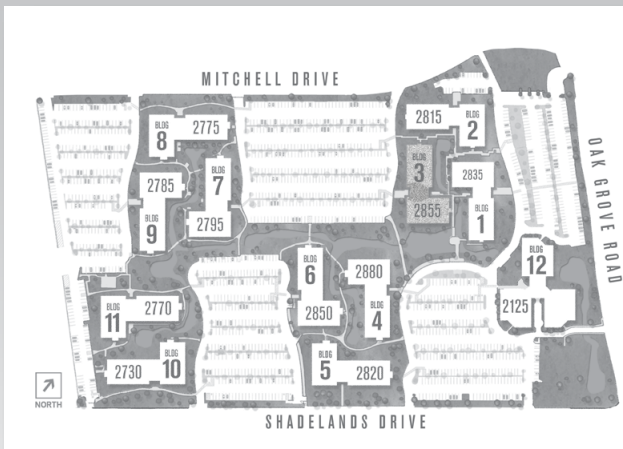 MITCHELL DRIVE
BLDG
8
2775
2815
BLDG
2
BLDG
3
2855
2835
BLDG
1
2785
BLDG
9
BLDG
7
2795
OAK GROVE ROAD
BLDG
12
2125
BLDG
6
2850
2880
BLDG
4
BLDG
11
2770
2730
BLDG
10
BLDG
5
2820
NORTH
SHADELANDS DRIVE